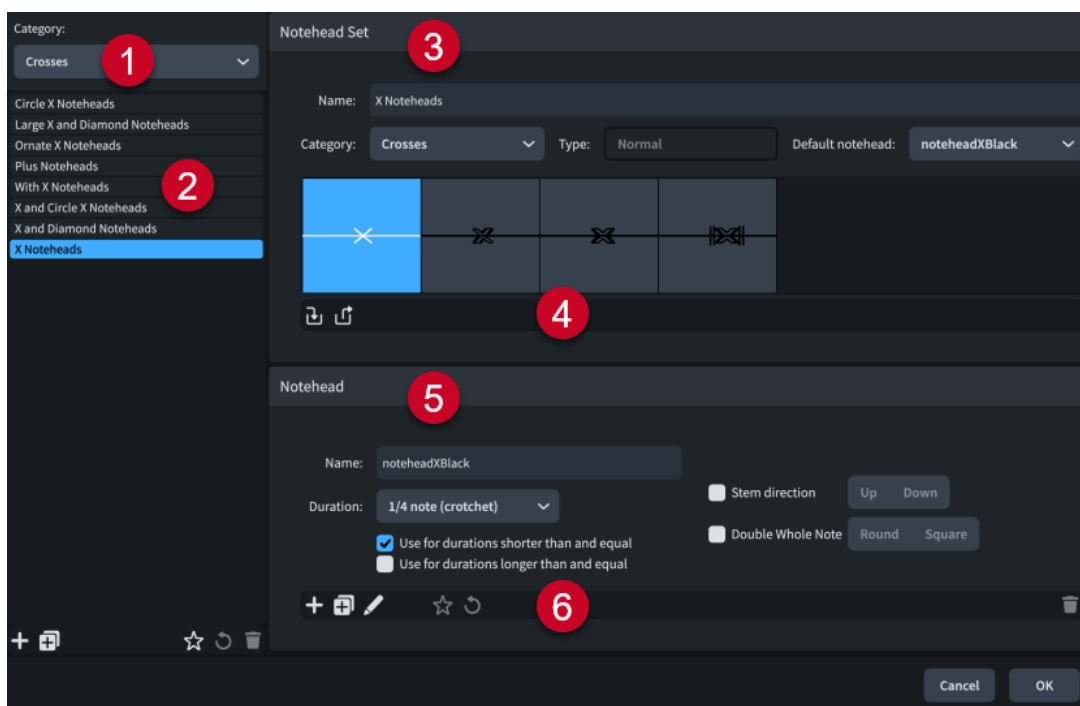 Category:
Crosses
1
Circle X Noteheads
Large X and Diamond Noteheads
Ornate X Noteheads
Plus Noteheads
With X Noteheads
2
X and Circle X Noteheads
X and Diamond Noteheads
X Noteheads
Notehead Set
3
Name: X Noteheads
Category: Crosses Type: Normal Default notehead: noteheadXBlack
4
Notehead
5
Name: noteheadXBlack
Duration: 1/4 note (crotchet)
Use for durations shorter than and equal
Use for durations longer than and equal
Stem direction Up Down
Double Whole Note Round Square
6
Cancel OK